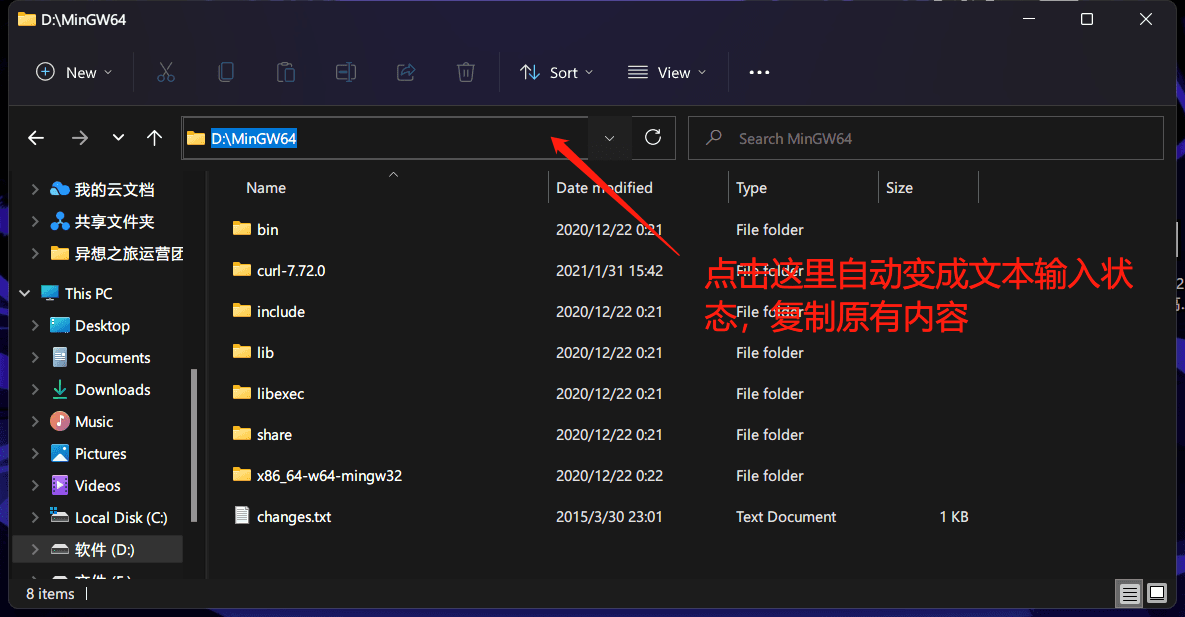 D:\MinGW64
New
Sort
View
D:\MinGW64
Search MinGW64
Name
Date modified
Type
Size
我的云文档
共享文件夹
异想之旅运营团
This PC
Desktop
Documents
Downloads
Music
Pictures
Videos
Local Disk (C:)
软件 (D:)
bin 2020/12/22 0:21 File folder
curl-7.72.0 2021/1/31 15:42 File folder
include 2020/12/22 0:21 File folder
lib 2020/12/22 0:21 File folder
libexec 2020/12/22 0:21 File folder
share 2020/12/22 0:21 File folder
x86_64-w64-mingw32 2020/12/22 0:22 File folder
changes.txt 2015/3/30 23:01 Text Document 1 KB
点击这里自动变成文本输入状
态，复制原有内容
8 items